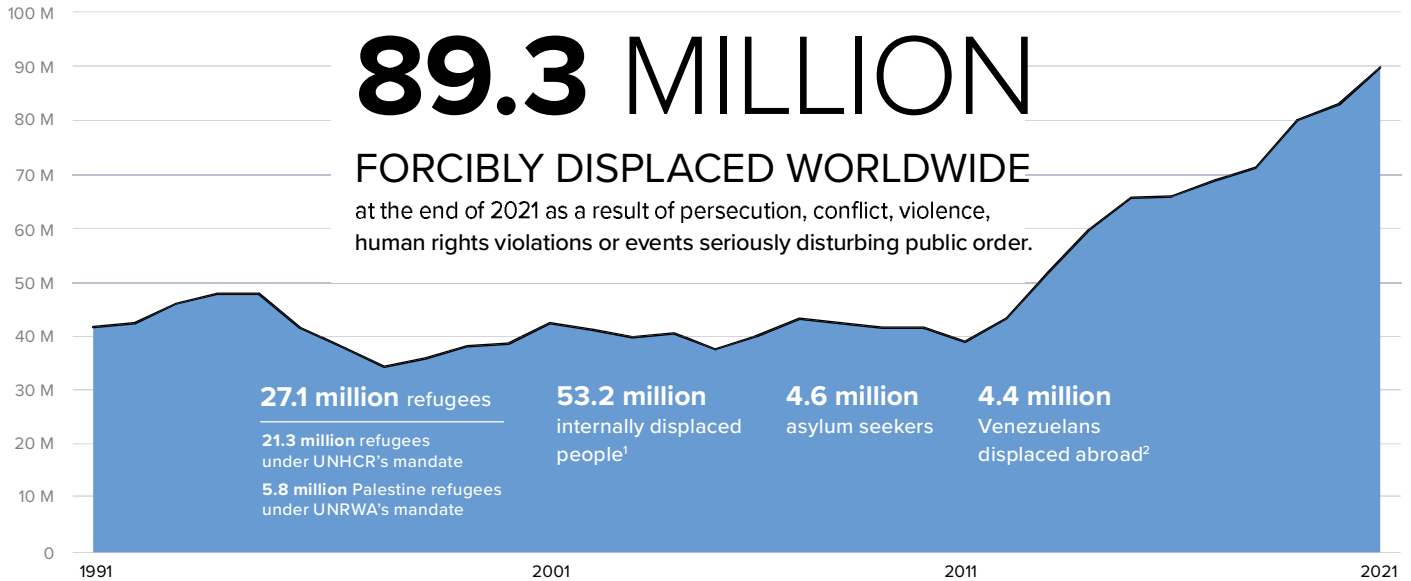 100 M
90 M
80 M
70 M
60 M
50 M
40 M
30 M
20 M
10 M
0
89.3 MILLION
FORCIBLY DISPLACED WORLDWIDE
at the end of 2021 as a result of persecution, conflict, violence,
human rights violations or events seriously disturbing public order.
27.1 million refugees
21.3 million refugees
under UNHCR's mandate
5.8 million Palestine refugees
under UNRWA's mandate
53.2 million
internally displaced
people¹
4.6 million
asylum seekers
4.4 million
Venezuelans
displaced abroad²
1991
2001
2011
2021